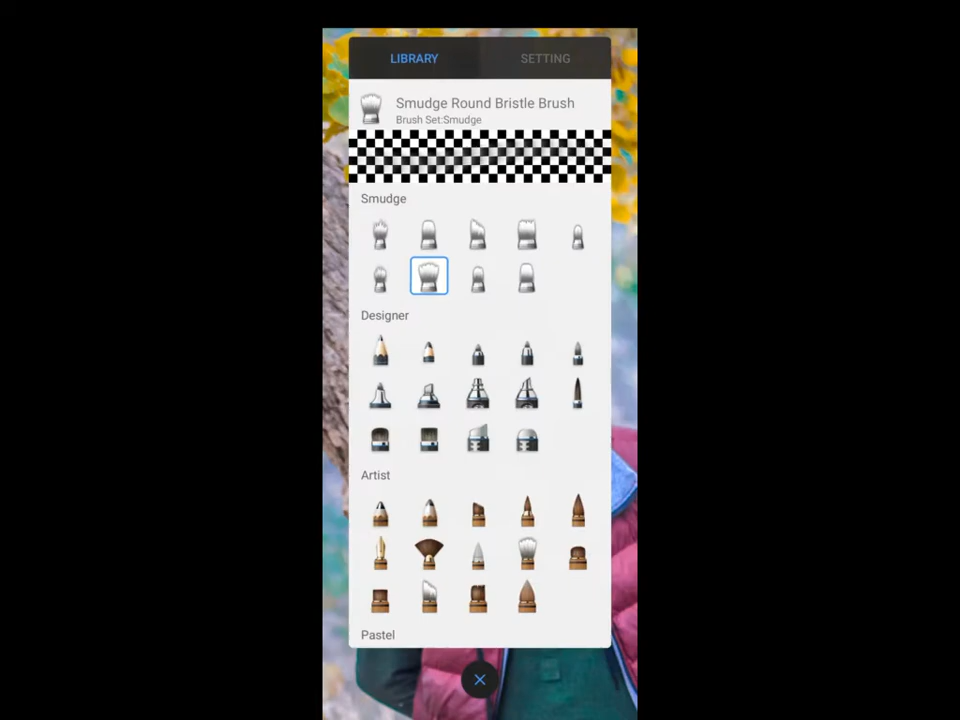 LIBRARY
SETTING
Smudge Round Bristle Brush
Brush Set:Smudge
Smudge
Designer
Artist
Pastel